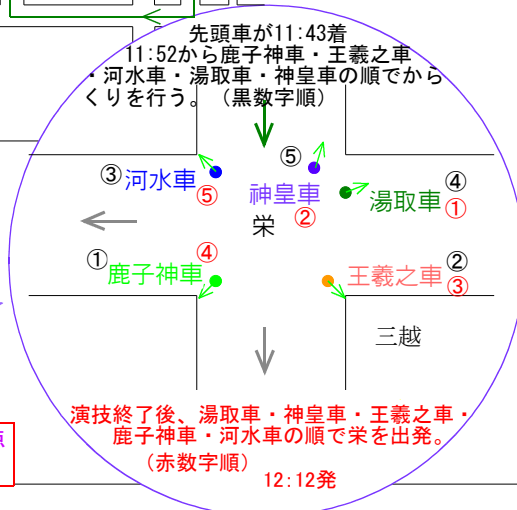 先頭車が11:43着
11:52から鹿子神車・王羲之車
・河水車・湯取車・神皇車の順でから
くりを行う。（黒数字順）
⑤
③河水車⑤
神皇車②
④
湯取車①
栄
①鹿子神車④
②
王羲之車③
三越
演技終了後、湯取車・神皇車・王羲之車・
鹿子神車・河水車の順で栄を出発。
（赤数字順）
12:12発